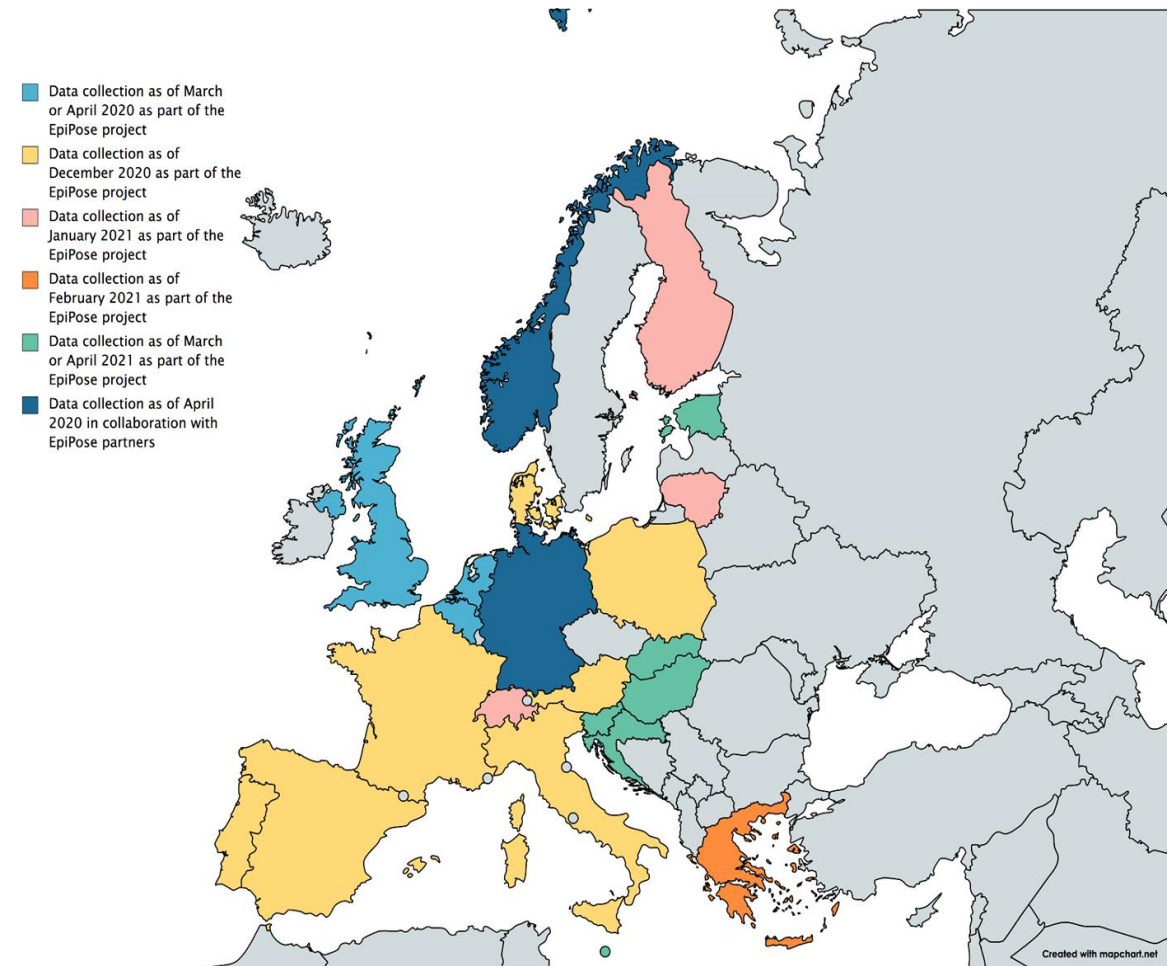 Data collection as of March
or April 2020 as part of the
EpiPose project
Data collection as of
December 2020 as part of the
EpiPose project
Data collection as of
January 2021 as part of the
EpiPose project
Data collection as of
February 2021 as part of the
EpiPose project
Data collection as of March
or April 2021 as part of the
EpiPose project
Data collection as of April
2020 in collaboration with
EpiPose partners
Created with mapchart.net